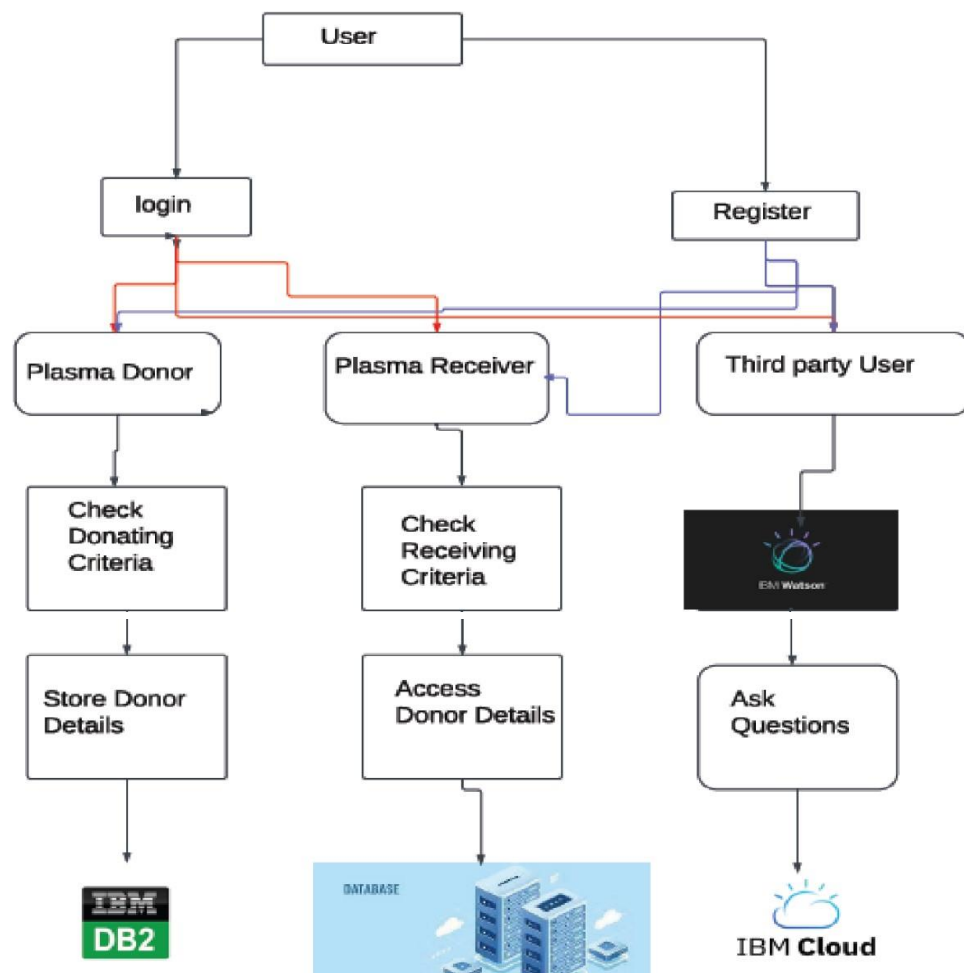 User
login
Register
Plasma Donor
Plasma Receiver
Third party User
Check
Donating
Criteria
Check
Receiving
Criteria
IBM Watson
Store Donor
Details
Access
Donor Details
Ask
Questions
IBM
DB2
DATABASE
IBM Cloud